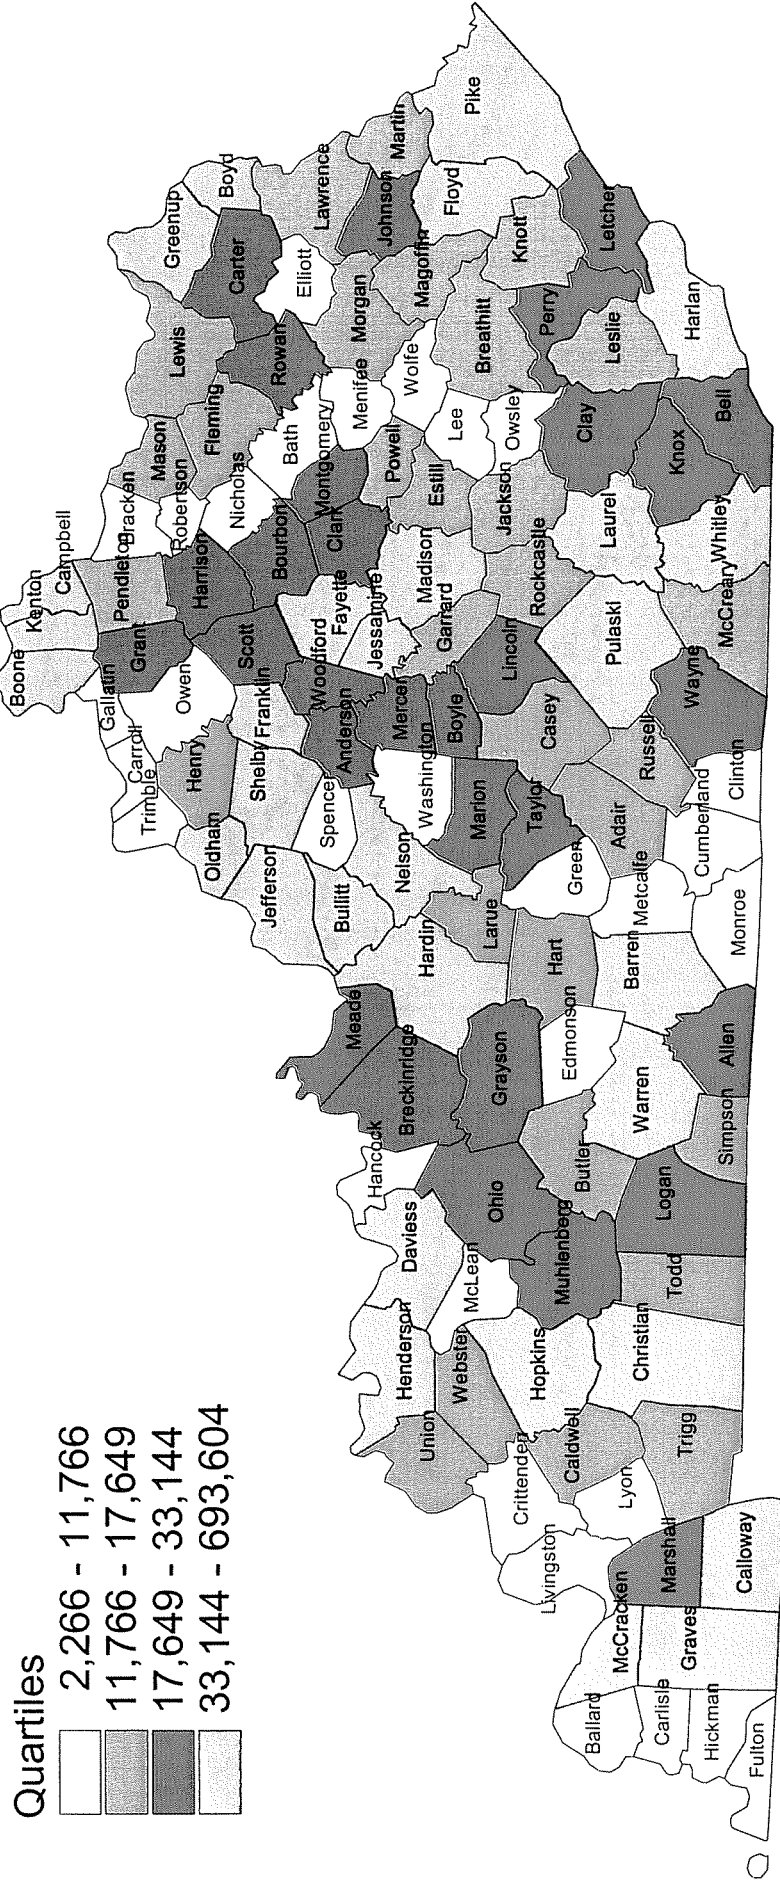 Quartiles
2,266 - 11,766
11,766 - 17,649
17,649 - 33,144
33,144 - 693,604
Boone
Kenton
Campbell
Gallatin
Grant
Pendleton
Bracken
Mason
Lewis
Greenup
Carroll
Trimble
Owen
Harrison
Robertson
Fleming
Carter
Boyd
Henry
Oldham
Scott
Nicholas
Rowan
Elliott
Lawrence
Shelby
Franklin
Bourbon
Bath
Jefferson
Woodford
Fayette
Clark
Montgomery
Menifee
Morgan
Johnson
Martin
Spence
Anderson
Jessamine
Bullitt
Mercer
Madison
Powell
Wolfe
Magoffin
Floyd
Pike
Meade
Hardin
Nelson
Washington
Boyle
Garrard
Estill
Lee
Breathitt
Knott
Hancock
Breckinridge
Larue
Marion
Lincoln
Rockcastle
Jackson
Owsley
Perry
Letcher
Henderson
Daviess
Ohio
Grayson
Hart
Green
Taylor
Casey
Pulaski
Laurel
Clay
Leslie
Harlan
Union
Webster
McLean
Muhlenberg
Butler
Edmonson
Barren
Metcalfe
Adair
Russell
Wayne
McCreary
Whitley
Knox
Bell
Crittenden
Hopkins
Livingston
Caldwell
Lyon
Christian
Todd
Logan
Warren
Simpson
Allen
Monroe
Cumberland
Clinton
Trigg
Ballard
McCracken
Marshall
Carlisle
Graves
Calloway
Hickman
Fulton